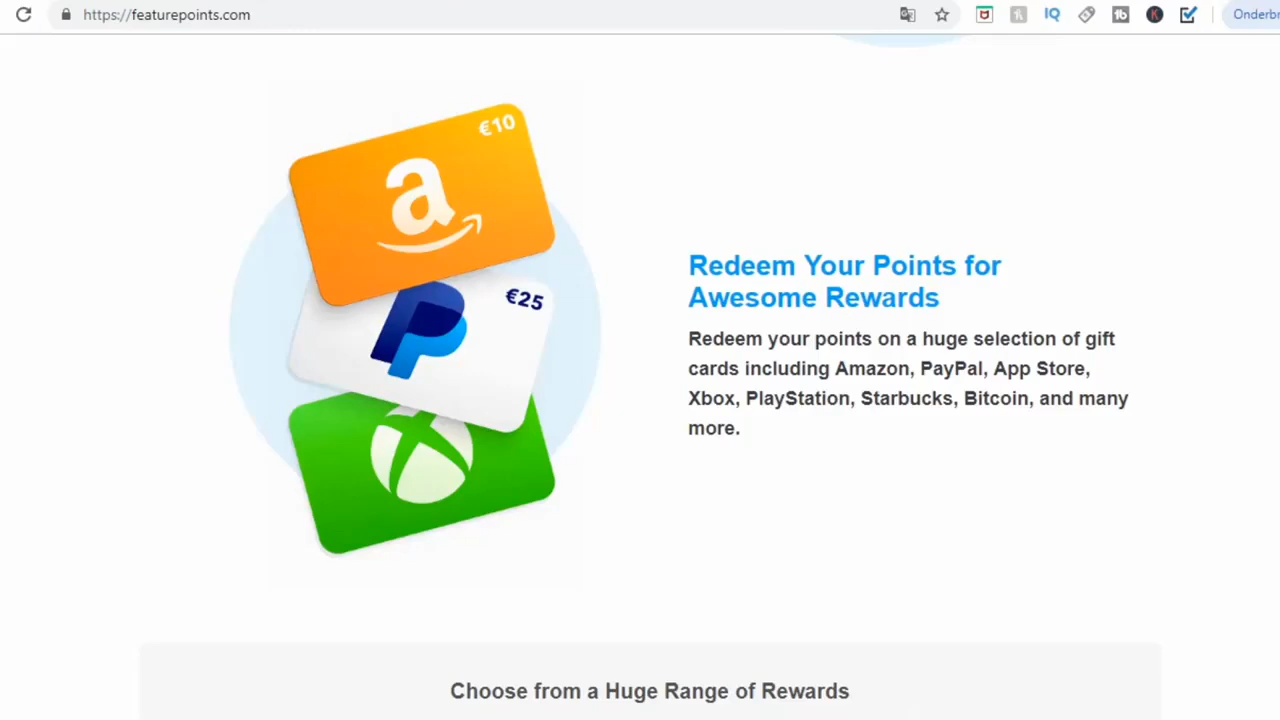 https://featurepoints.com
IQ
tb
K
Onderbr
€10
a
€25
Redeem Your Points for
Awesome Rewards
Redeem your points on a huge selection of gift
cards including Amazon, PayPal, App Store,
Xbox, PlayStation, Starbucks, Bitcoin, and many
more.
Choose from a Huge Range of Rewards